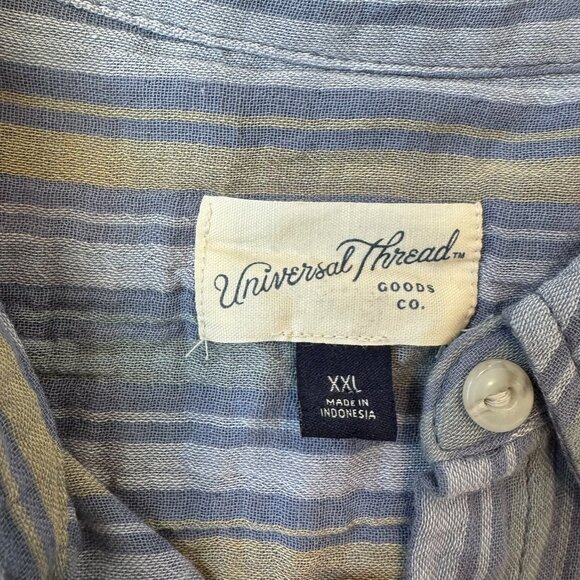 Universal Thread™
GOODS
CO.
XXL
MADE IN
INDONESIA